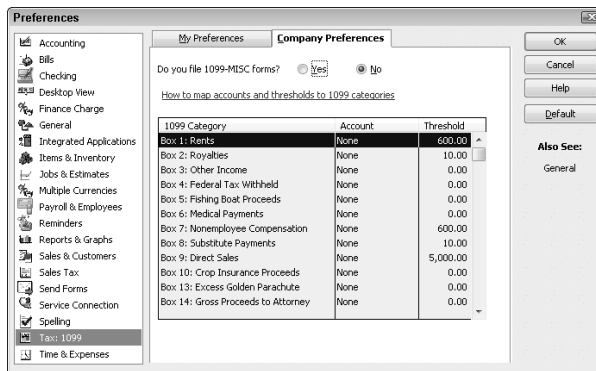 Preferences
Accounting
Bills
Checking
Desktop View
Finance Charge
General
Integrated Applications
Items & Inventory
Jobs & Estimates
Multiple Currencies
Payroll & Employees
Reminders
Reports & Graphs
Sales & Customers
Sales Tax
Send Forms
Service Connection
Spelling
Tax: 1099
Time & Expenses
My Preferences Company Preferences
Do you file 1099-MISC forms? Yes No
How to map accounts and thresholds to 1099 categories
1099 Category Account Threshold
Box 1: Rents None 600.00
Box 2: Royalties None 10.00
Box 3: Other Income None 0.00
Box 4: Federal Tax Withheld None 0.00
Box 5: Fishing Boat Proceeds None 0.00
Box 6: Medical Payments None 0.00
Box 7: Nonemployee Compensation None 600.00
Box 8: Substitute Payments None 10.00
Box 9: Direct Sales None 5,000.00
Box 10: Crop Insurance Proceeds None 0.00
Box 13: Excess Golden Parachute None 0.00
Box 14: Gross Proceeds to Attorney None 0.00
OK
Cancel
Help
Default
Also See:
General